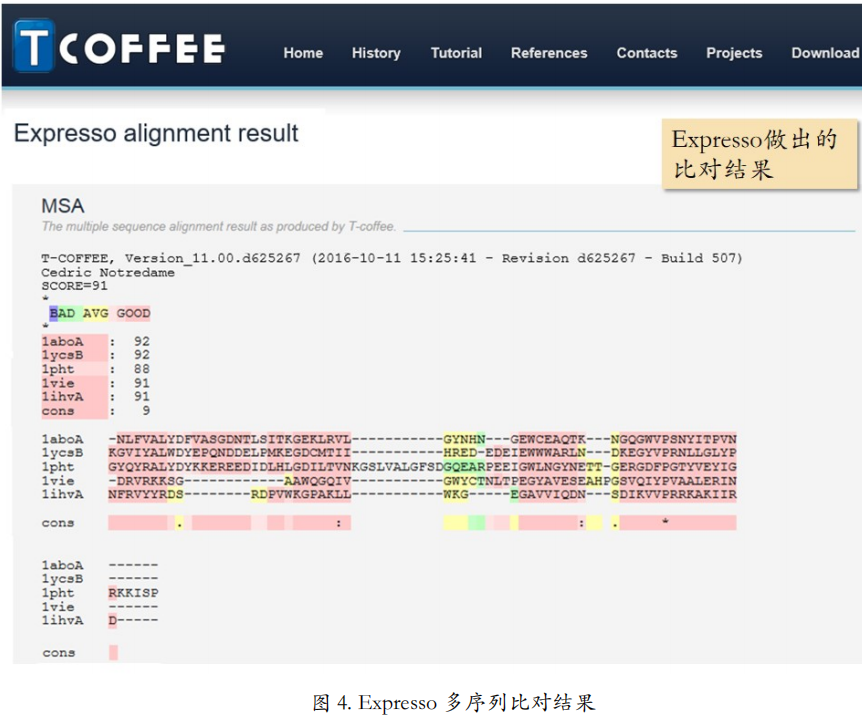 TCOFFEE
Home History Tutorial References Contacts Projects Download
Expresso alignment result
Expresso做出的
比对结果
MSA
The multiple sequence alignment result as produced by T-coffee.
T-COFFEE, Version_11.00.d625267 (2016-10-11 15:25:41 - Revision d625267 - Build 507)
Cedric Notredame
SCORE=91
*
BAD AVG GOOD
*
1aboA : 92
1ycsB : 92
1pht : 88
1vie : 91
1ihvA : 91
cons : 9
1aboA -NLFVALYDFVASGDNTLSITKGEKLRVL-----------GYNHN---GEWCEAQTK---NGQGWVPSNYITPVN
1ycsB KGVIYALWDYEPQNDDELPMKEGDCMTII-----------HRED-EDEIEWWWARLN---DKEGYVPRNLLGLYP
1pht GYQYRALYDYKKEREEDIDLHLGDILTVNKGSLVALGFSDGQEARPEEIGWLNGYNETT-GERGDFPGTYVEYIG
1vie -DRVRKKSG------------AAWQGQIV-----------GWYCTNLTPEGYAVESEAHPGSVQIYPVAALERIN
1ihvA NFRVYYRDS--------RDPVWKGPAKLL-----------WKG-----EGAVVIQDN---SDIKVVPRRKAKIIR
cons . : : . *
1aboA ------
1ycsB ------
1pht RKKISP
1vie ------
1ihvA D-----
cons
图 4. Expresso 多序列比对结果